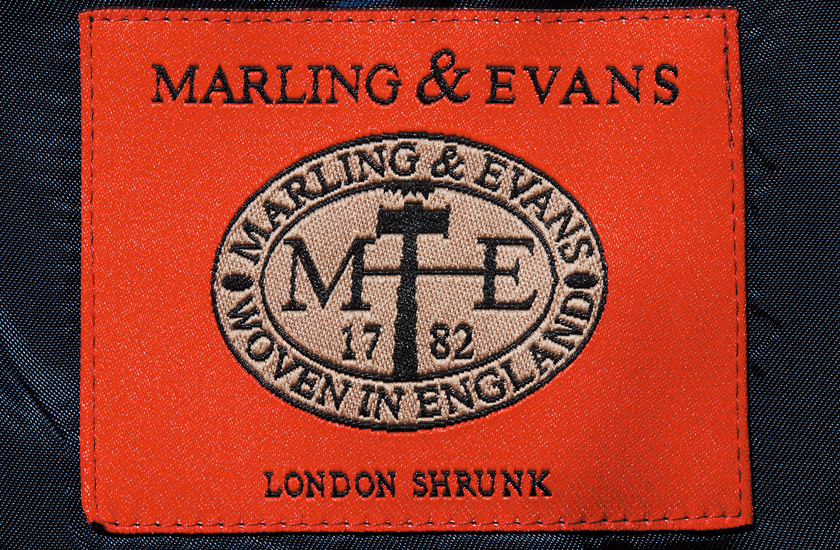 MARLING & EVANS
MARLING & EVANS
M E
17 82
WOVEN IN ENGLAND
LONDON SHRUNK